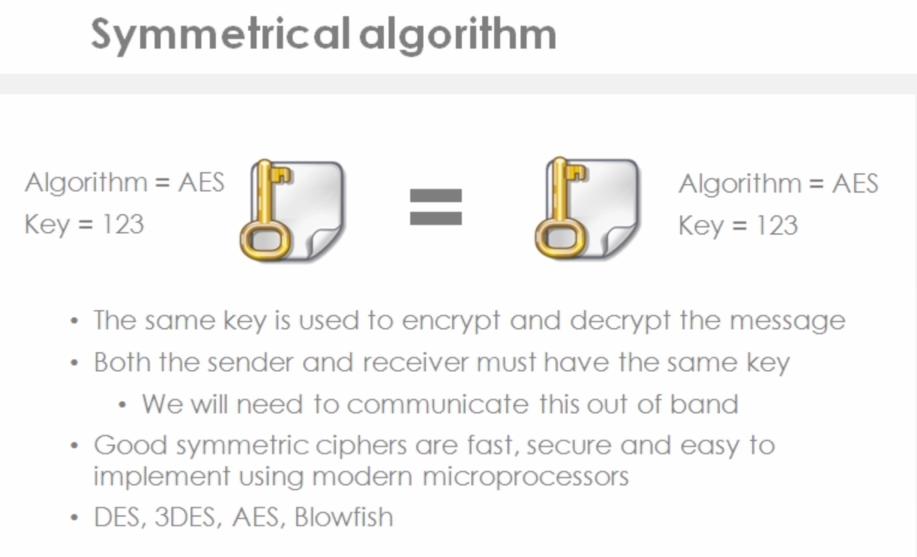 Symmetrical algorithm
Algorithm = AES
Key = 123
=
Algorithm = AES
Key = 123
• The same key is used to encrypt and decrypt the message
• Both the sender and receiver must have the same key
• We will need to communicate this out of band
• Good symmetric ciphers are fast, secure and easy to
implement using modern microprocessors
• DES, 3DES, AES, Blowfish